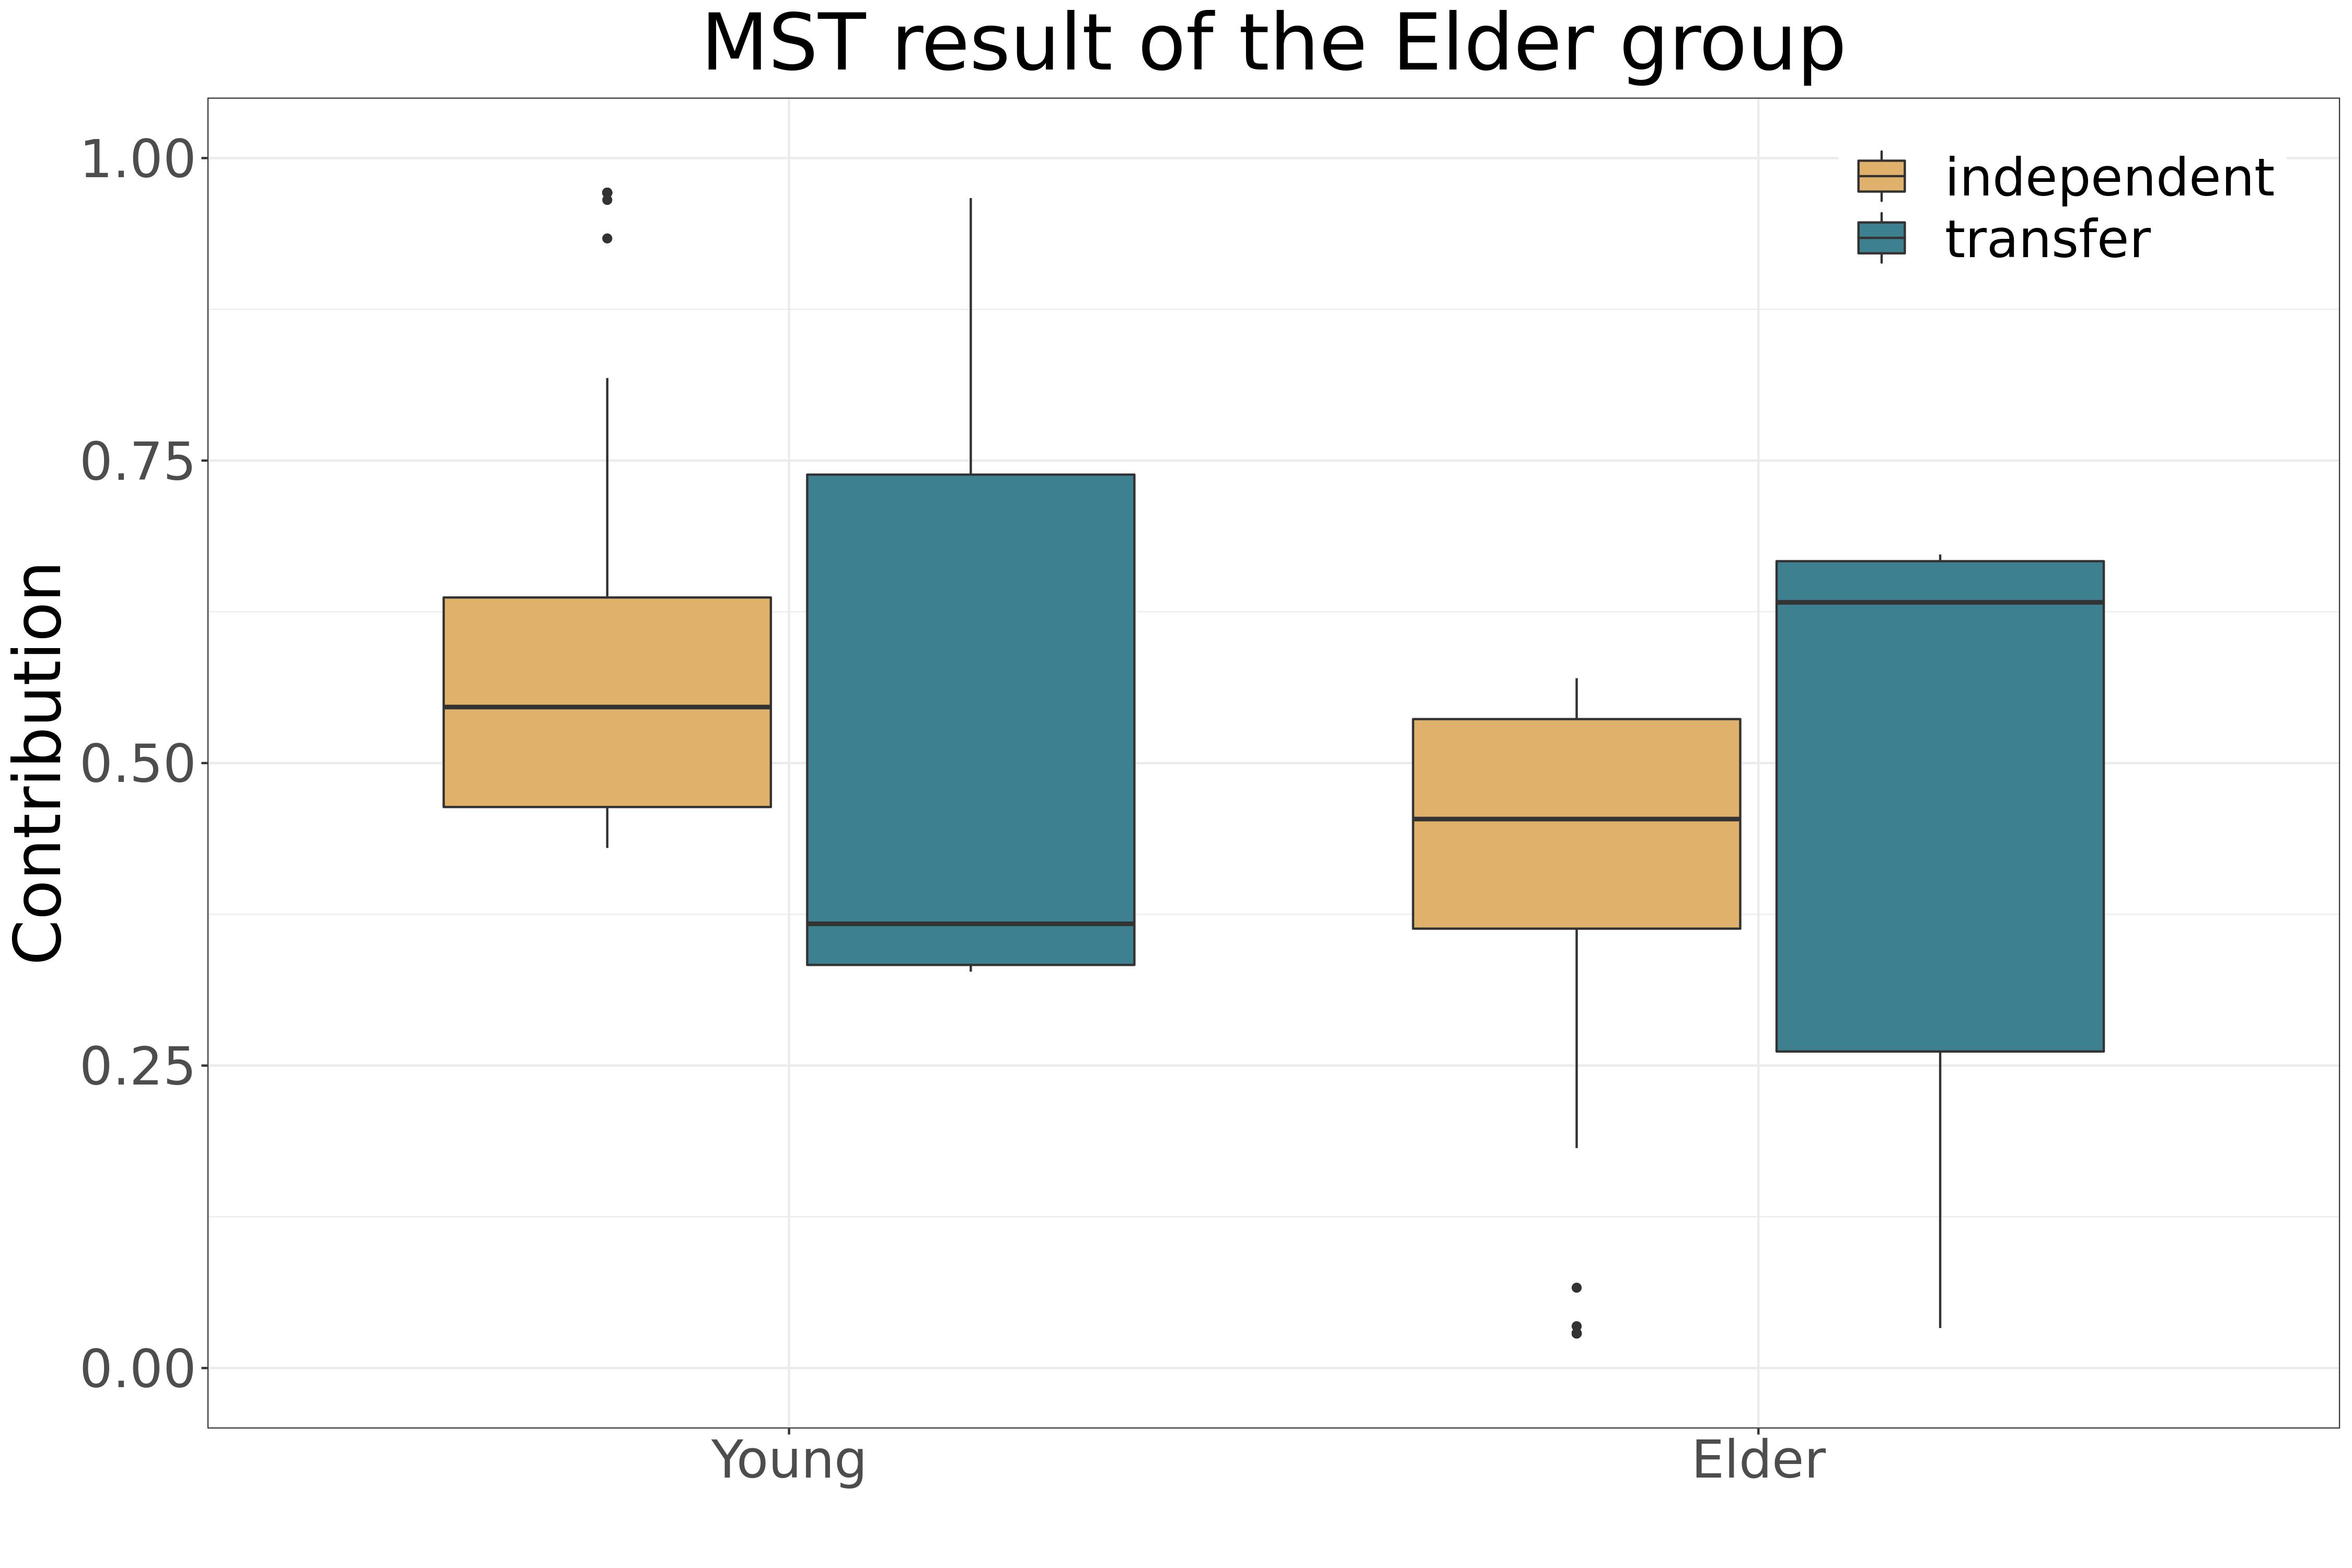 MST result of the Elder group
1.00
0.75
0.50
0.25
0.00
Contribution
independent
transfer
Young
Elder